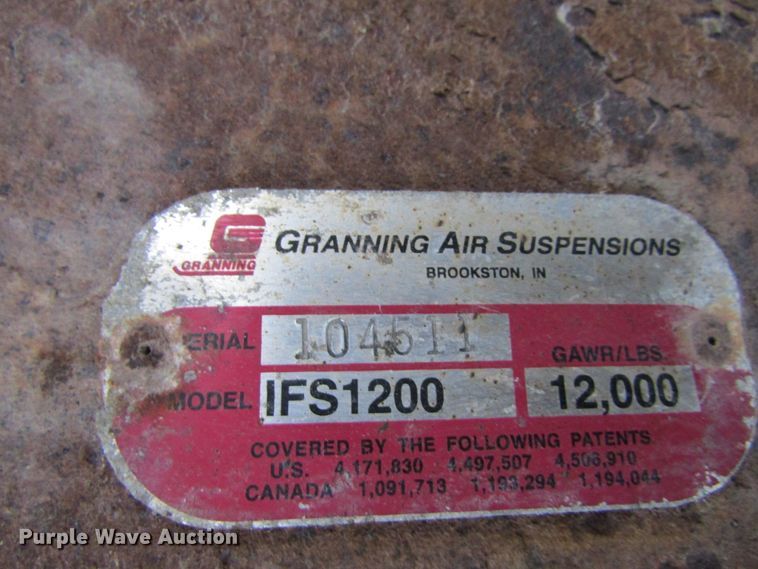 G
GRANNING
GRANNING AIR SUSPENSIONS
BROOKSTON, IN
ERIAL 104511
GAWR/LBS.
MODEL IFS1200 12,000
COVERED BY THE FOLLOWING PATENTS
U.S. 4,171,830 4,497,507 4,506,910
CANADA 1,091,713 1,193,294 1,194,044
Purple Wave Auction